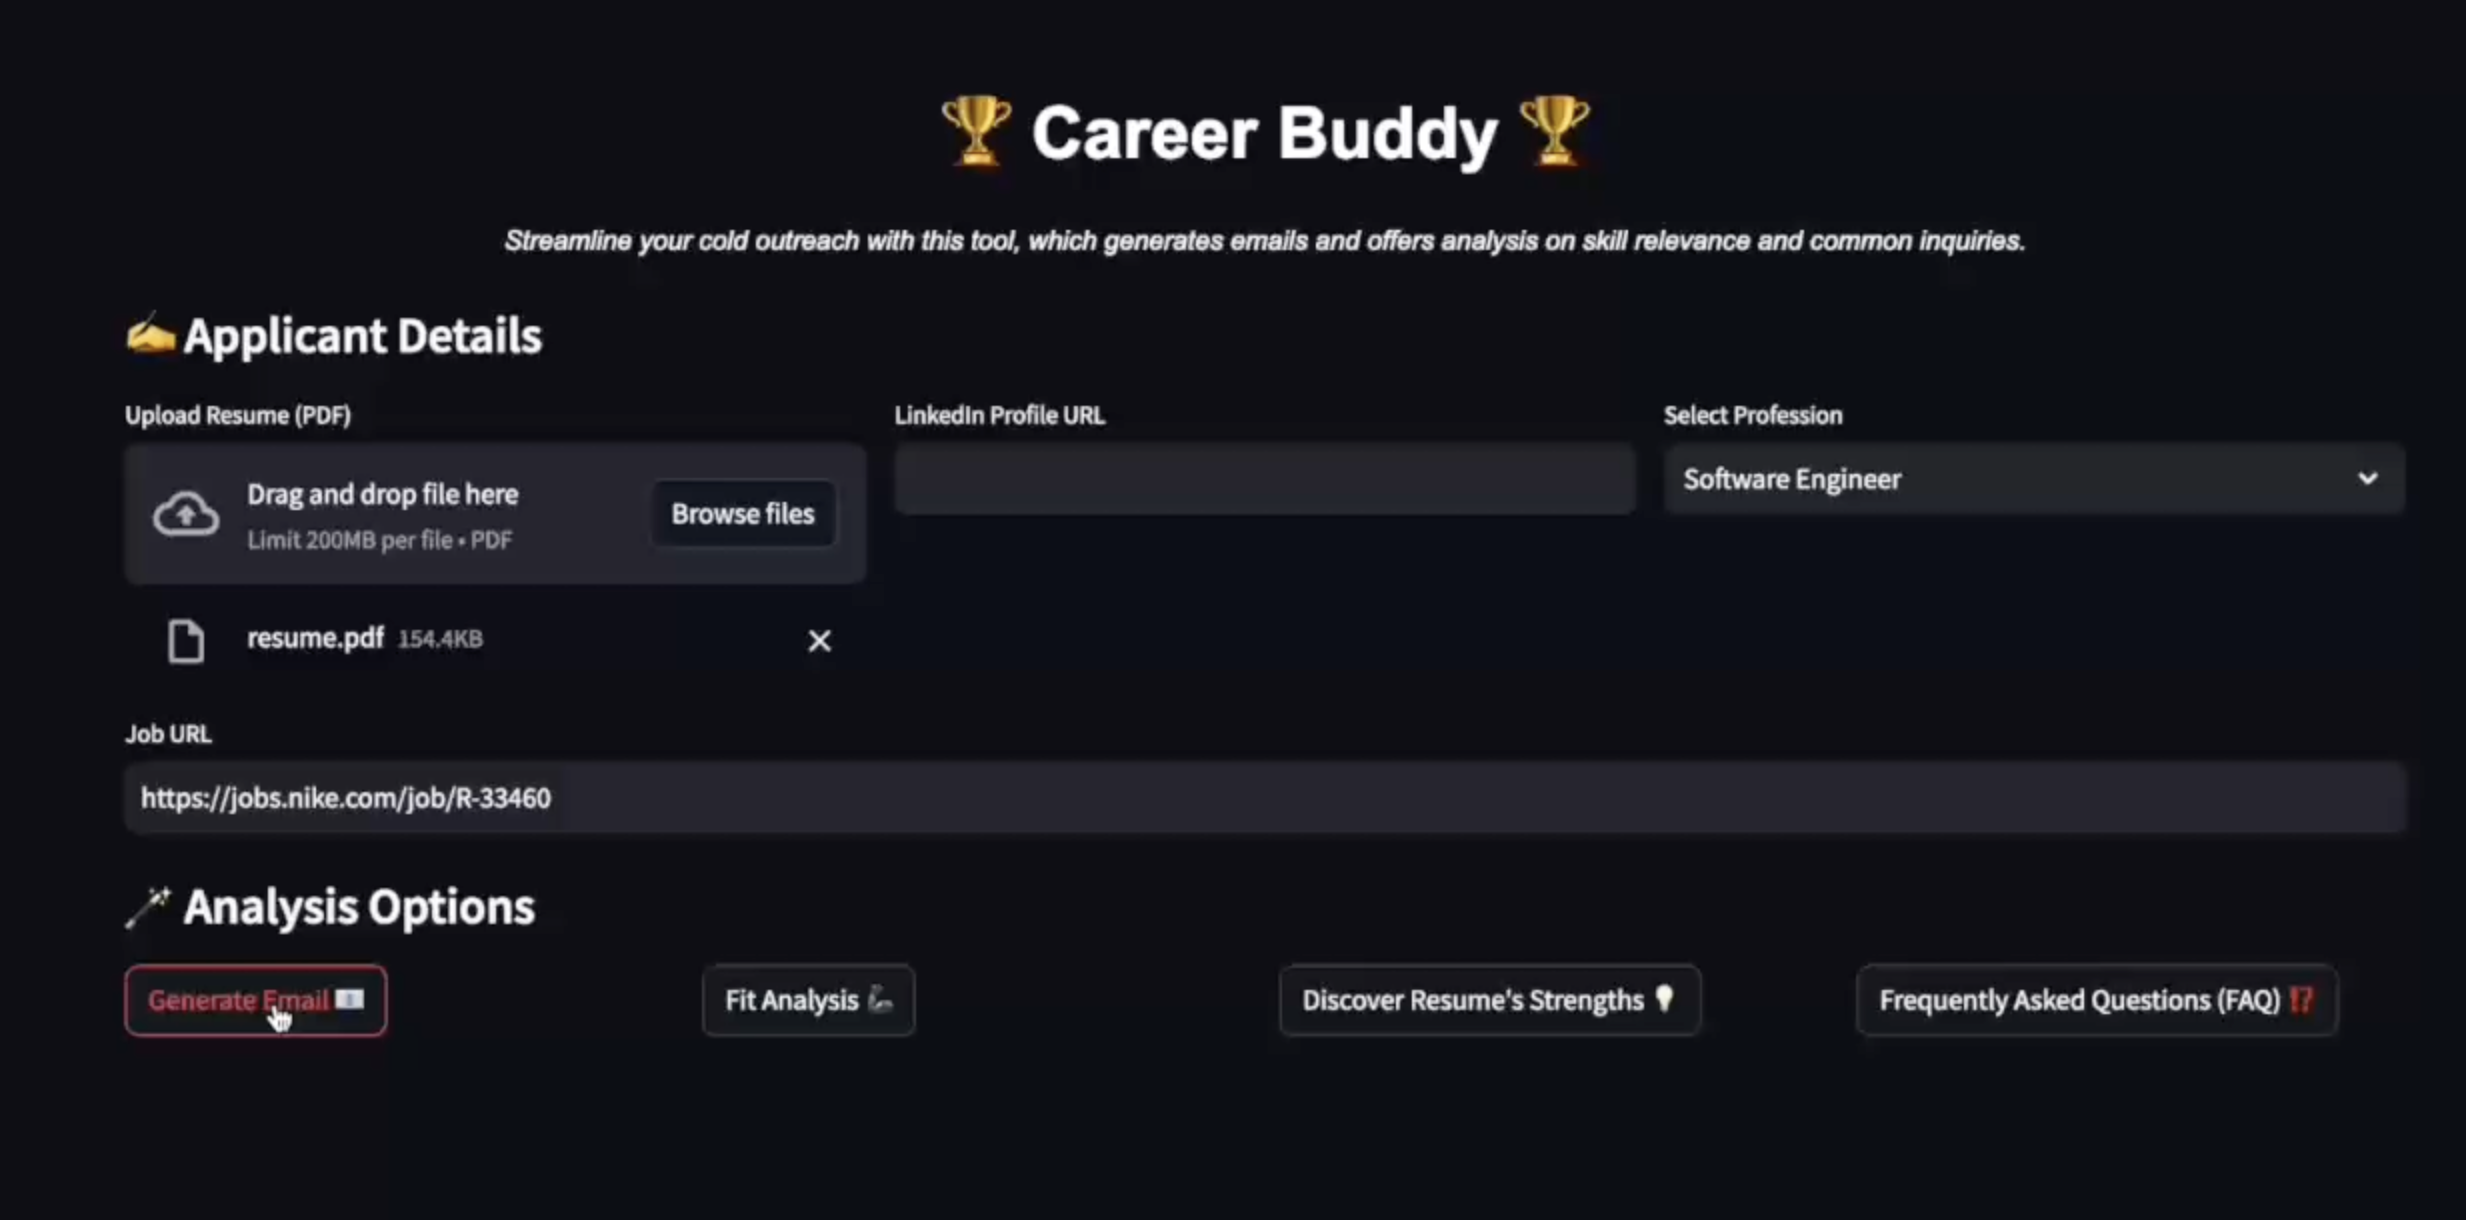 Career Buddy
Streamline your cold outreach with this tool, which generates emails and offers analysis on skill relevance and common inquiries.
Applicant Details
Upload Resume (PDF)
Drag and drop file here
Limit 200MB per file • PDF
Browse files
resume.pdf 154.4KB
LinkedIn Profile URL
Select Profession
Software Engineer
Job URL
https://jobs.nike.com/job/R-33460
Analysis Options
Generate Email
Fit Analysis
Discover Resume's Strengths
Frequently Asked Questions (FAQ) ⁉